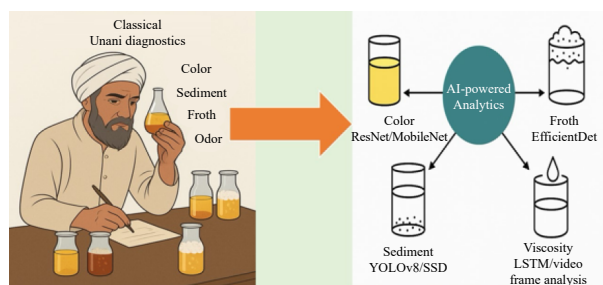 Classical
Unani diagnostics
Color
Sediment
Froth
Odor
AI-powered
Analytics
Color
ResNet/MobileNet
Froth
EfficientDet
Sediment
YOLOv8/SSD
Viscosity
LSTM/video
frame analysis